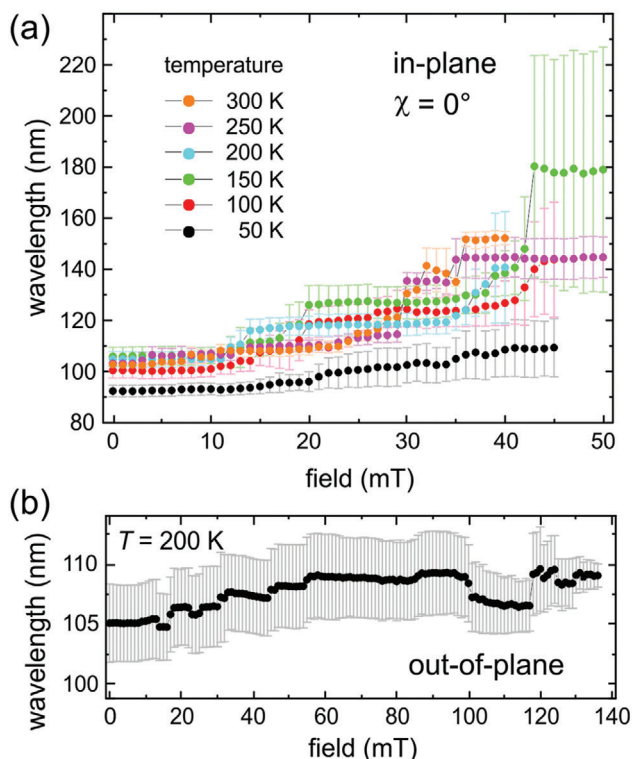 (a)
in-plane
χ = 0°
temperature
300 K
250 K
200 K
150 K
100 K
50 K
wavelength (nm)
220
200
180
160
140
120
100
80
0 10 20 30 40 50
field (mT)
(b)
T = 200 K
out-of-plane
wavelength (nm)
110
105
100
0 20 40 60 80 100 120 140
field (mT)